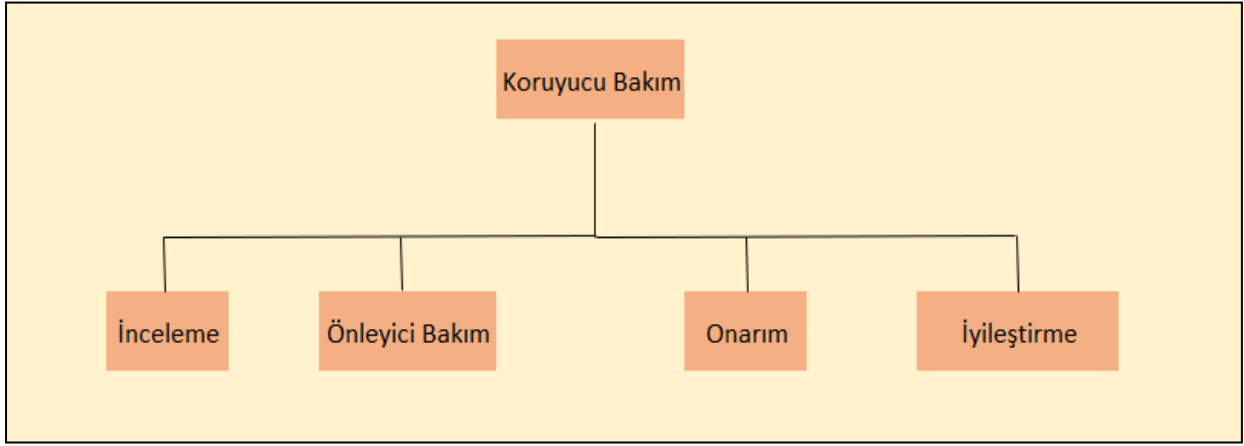 Koruyucu Bakım
İnceleme
Önleyici Bakım
Onarım
İyileştirme